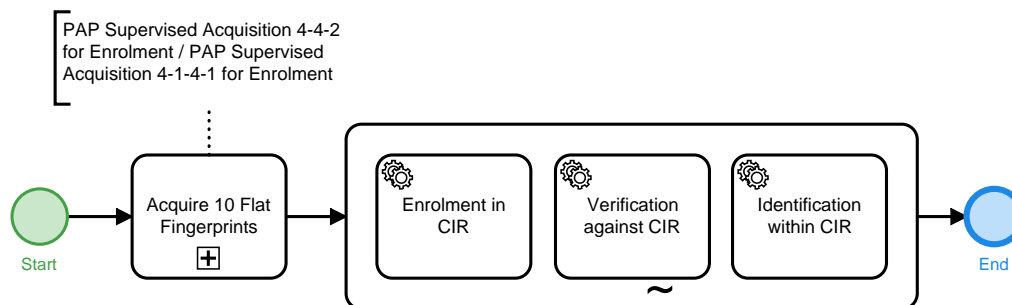 PAP Supervised Acquisition 4-4-2
for Enrolment / PAP Supervised
Acquisition 4-1-4-1 for Enrolment
Start
Acquire 10 Flat
Fingerprints
Enrolment in
CIR
Verification
against CIR
Identification
within CIR
End